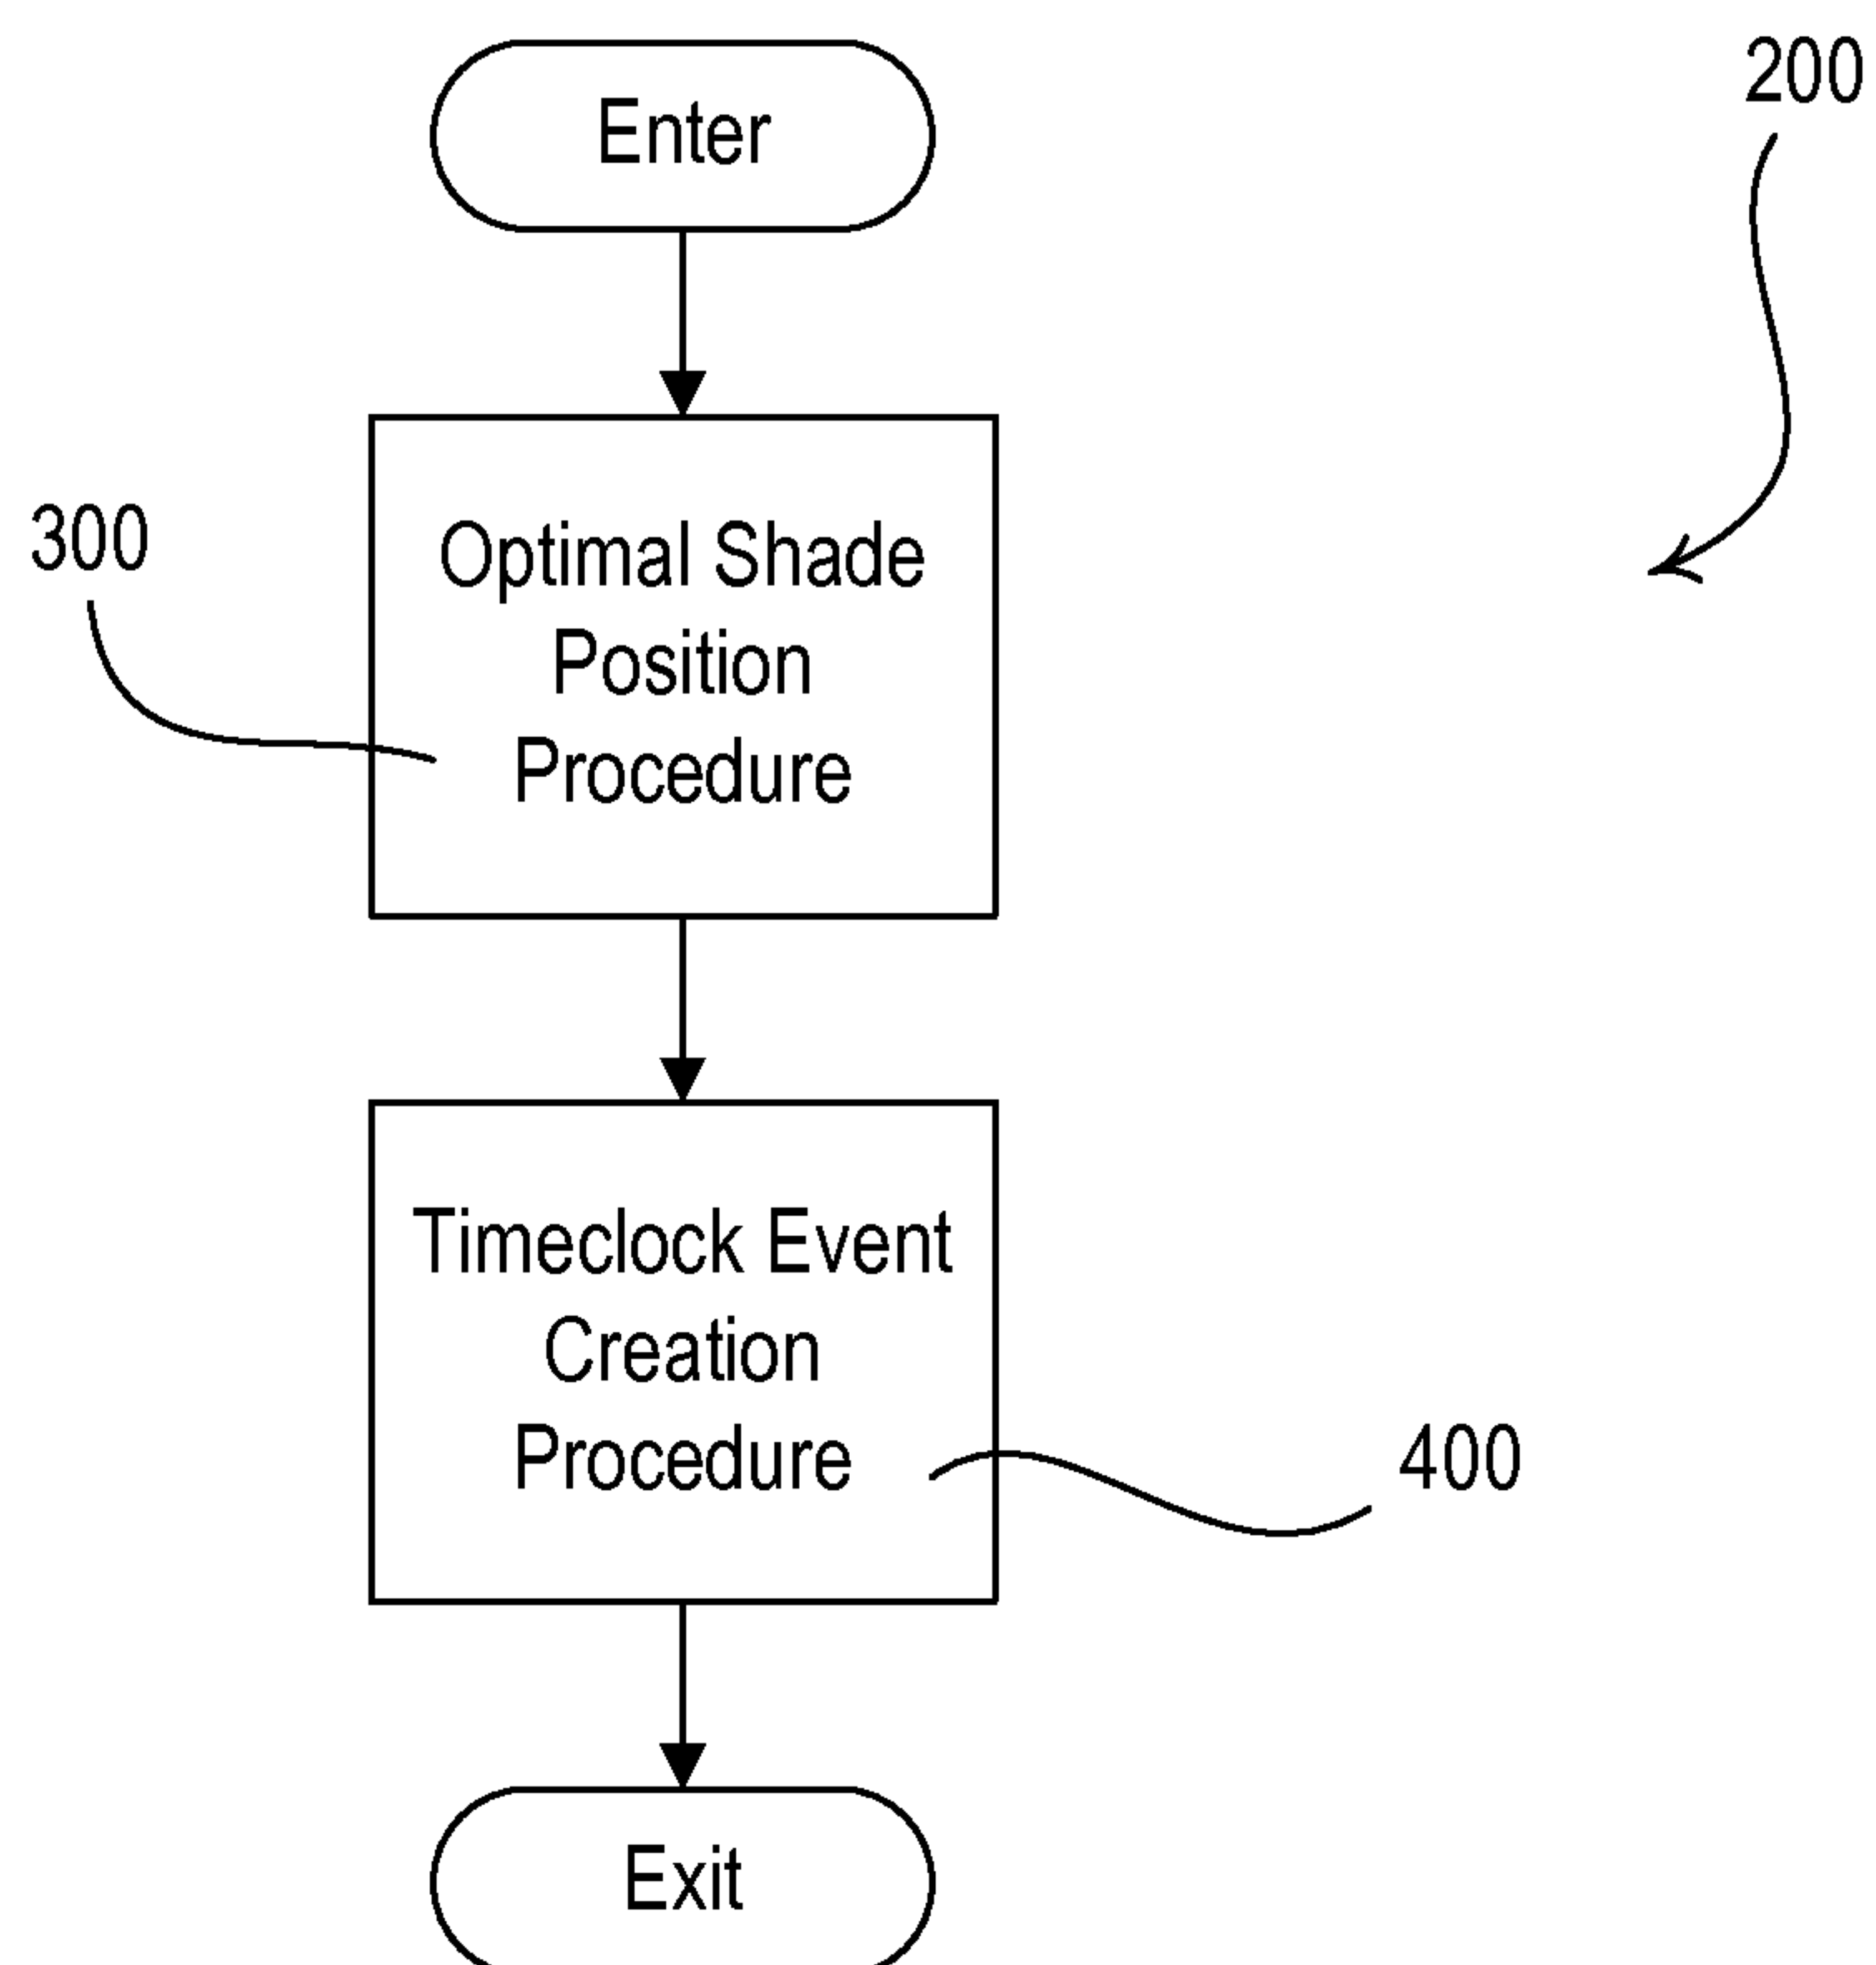 Enter
200
300
Optimal Shade
Position
Procedure
Timeclock Event
Creation
Procedure
400
Exit